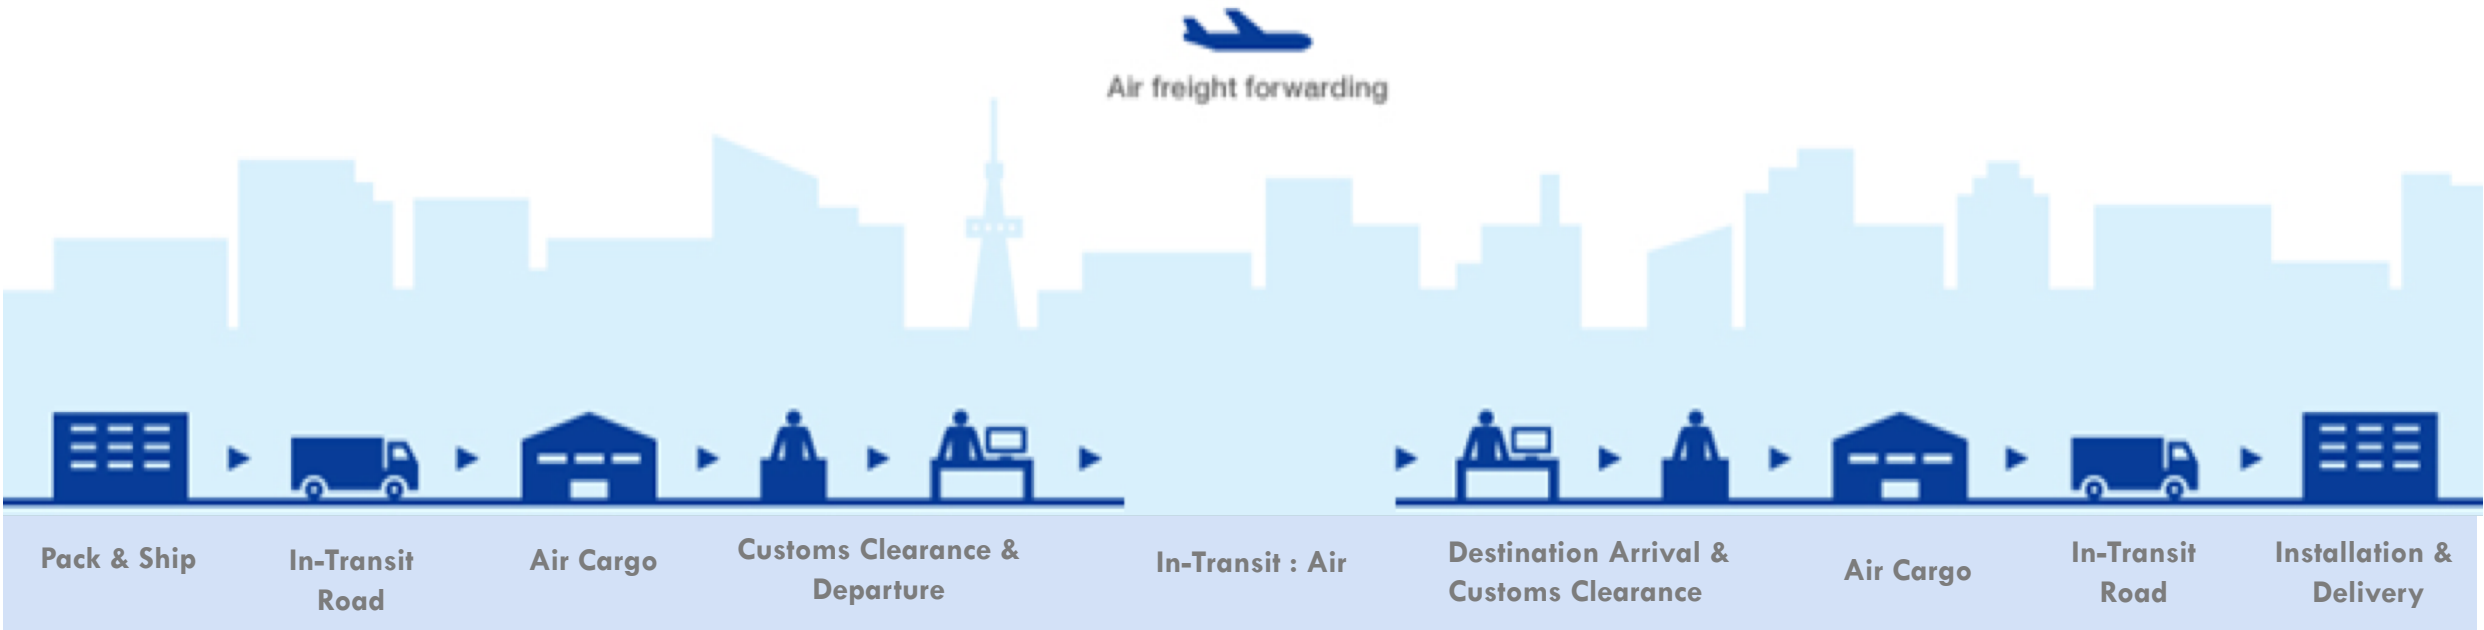 Air freight forwarding
Pack & Ship
In-Transit
Road
Air Cargo
Customs Clearance &
Departure
In-Transit : Air
Destination Arrival &
Customs Clearance
Air Cargo
In-Transit
Road
Installation &
Delivery